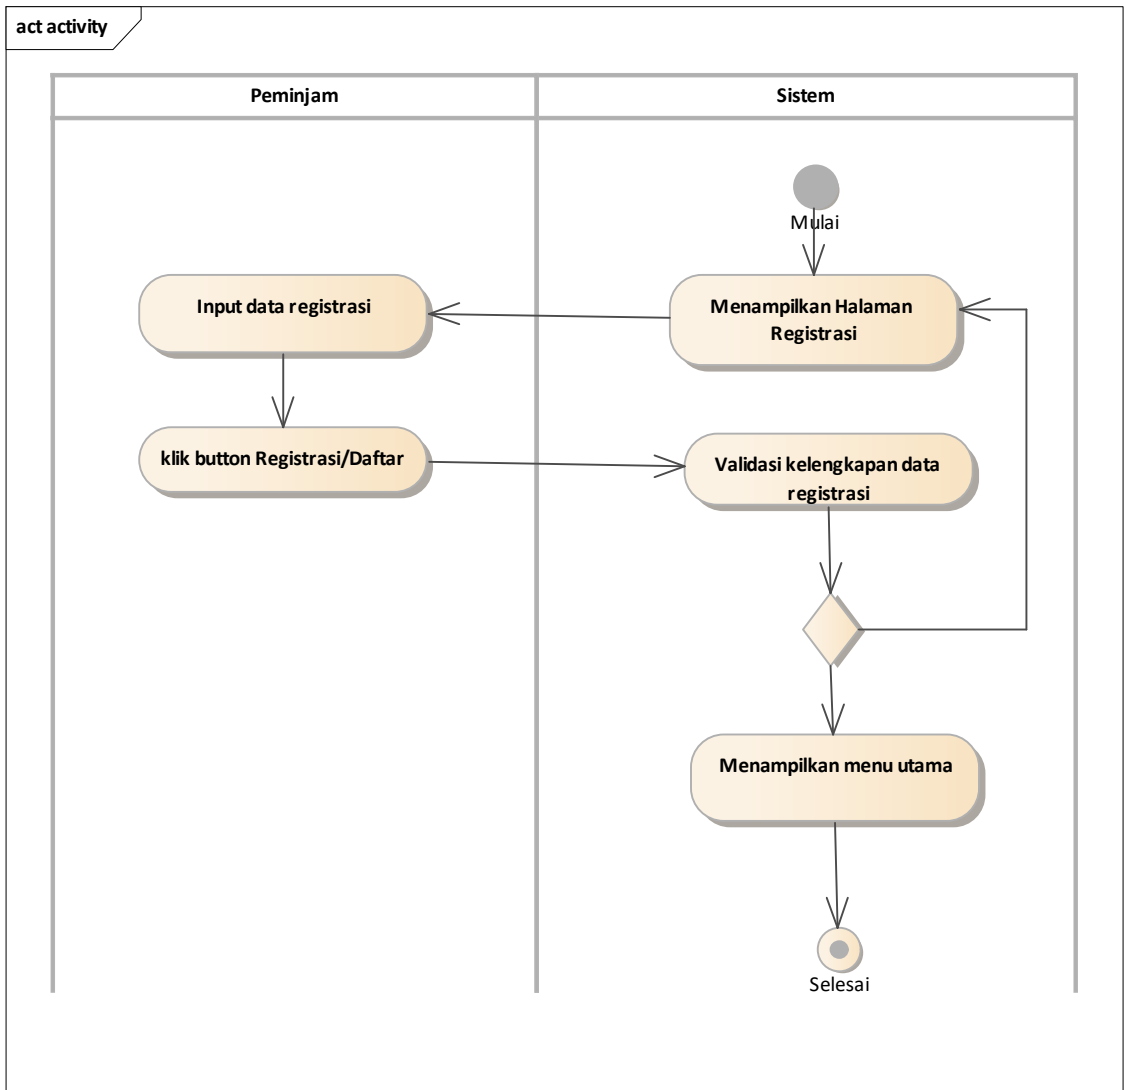 act activity
Peminjam
Sistem
Mulai
Input data registrasi
Menampilkan Halaman
Registrasi
klik button Registrasi/Daftar
Validasi kelengkapan data
registrasi
Menampilkan menu utama
Selesai